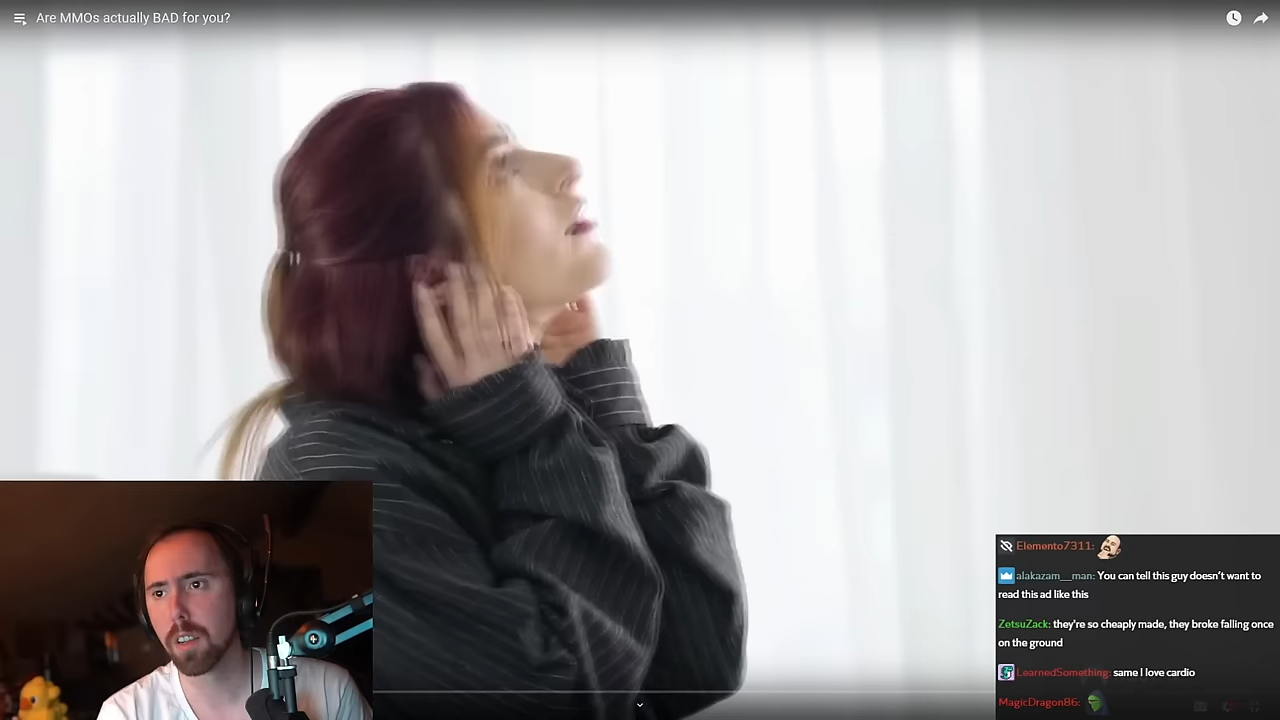 Are MMOs actually BAD for you?
Elemento7311:
alakazam__man: You can tell this guy doesn't want to
read this ad like this
ZetsuZack: they're so cheaply made, they broke falling once
on the ground
LearnedSomething: same I love cardio
MagicDragon86: